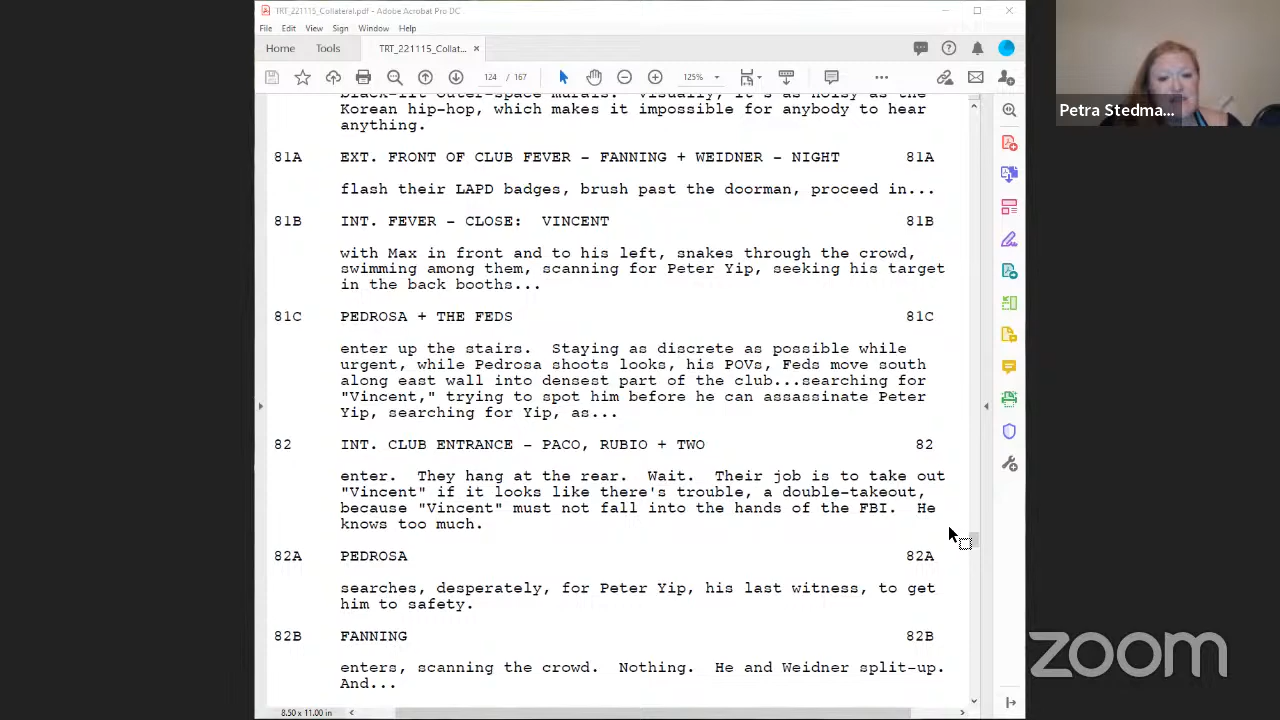 TRT_221115_Collateral.pdf - Adobe Acrobat Pro DC
File Edit View Sign Window Help
Home Tools TRT_221115_Collat... ×
124 / 167 125%
black-lit outer-space murals. Visually, it's as noisy as the
Korean hip-hop, which makes it impossible for anybody to hear
anything.
81A EXT. FRONT OF CLUB FEVER - FANNING + WEIDNER - NIGHT 81A
flash their LAPD badges, brush past the doorman, proceed in...
81B INT. FEVER - CLOSE: VINCENT 81B
with Max in front and to his left, snakes through the crowd,
swimming among them, scanning for Peter Yip, seeking his target
in the back booths...
81C PEDROSA + THE FEDS 81C
enter up the stairs. Staying as discrete as possible while
urgent, while Pedrosa shoots looks, his POVs, Feds move south
along east wall into densest part of the club...searching for
"Vincent," trying to spot him before he can assassinate Peter
Yip, searching for Yip, as...
82 INT. CLUB ENTRANCE - PACO, RUBIO + TWO 82
enter. They hang at the rear. Wait. Their job is to take out
"Vincent" if it looks like there's trouble, a double-takeout,
because "Vincent" must not fall into the hands of the FBI. He
knows too much.
82A PEDROSA 82A
searches, desperately, for Peter Yip, his last witness, to get
him to safety.
82B FANNING 82B
enters, scanning the crowd. Nothing. He and Weidner split-up.
And...
8.50 x 11.00 in
Petra Stedma...
zoom